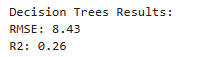 Decision Trees Results:
RMSE: 8.43
R2: 0.26